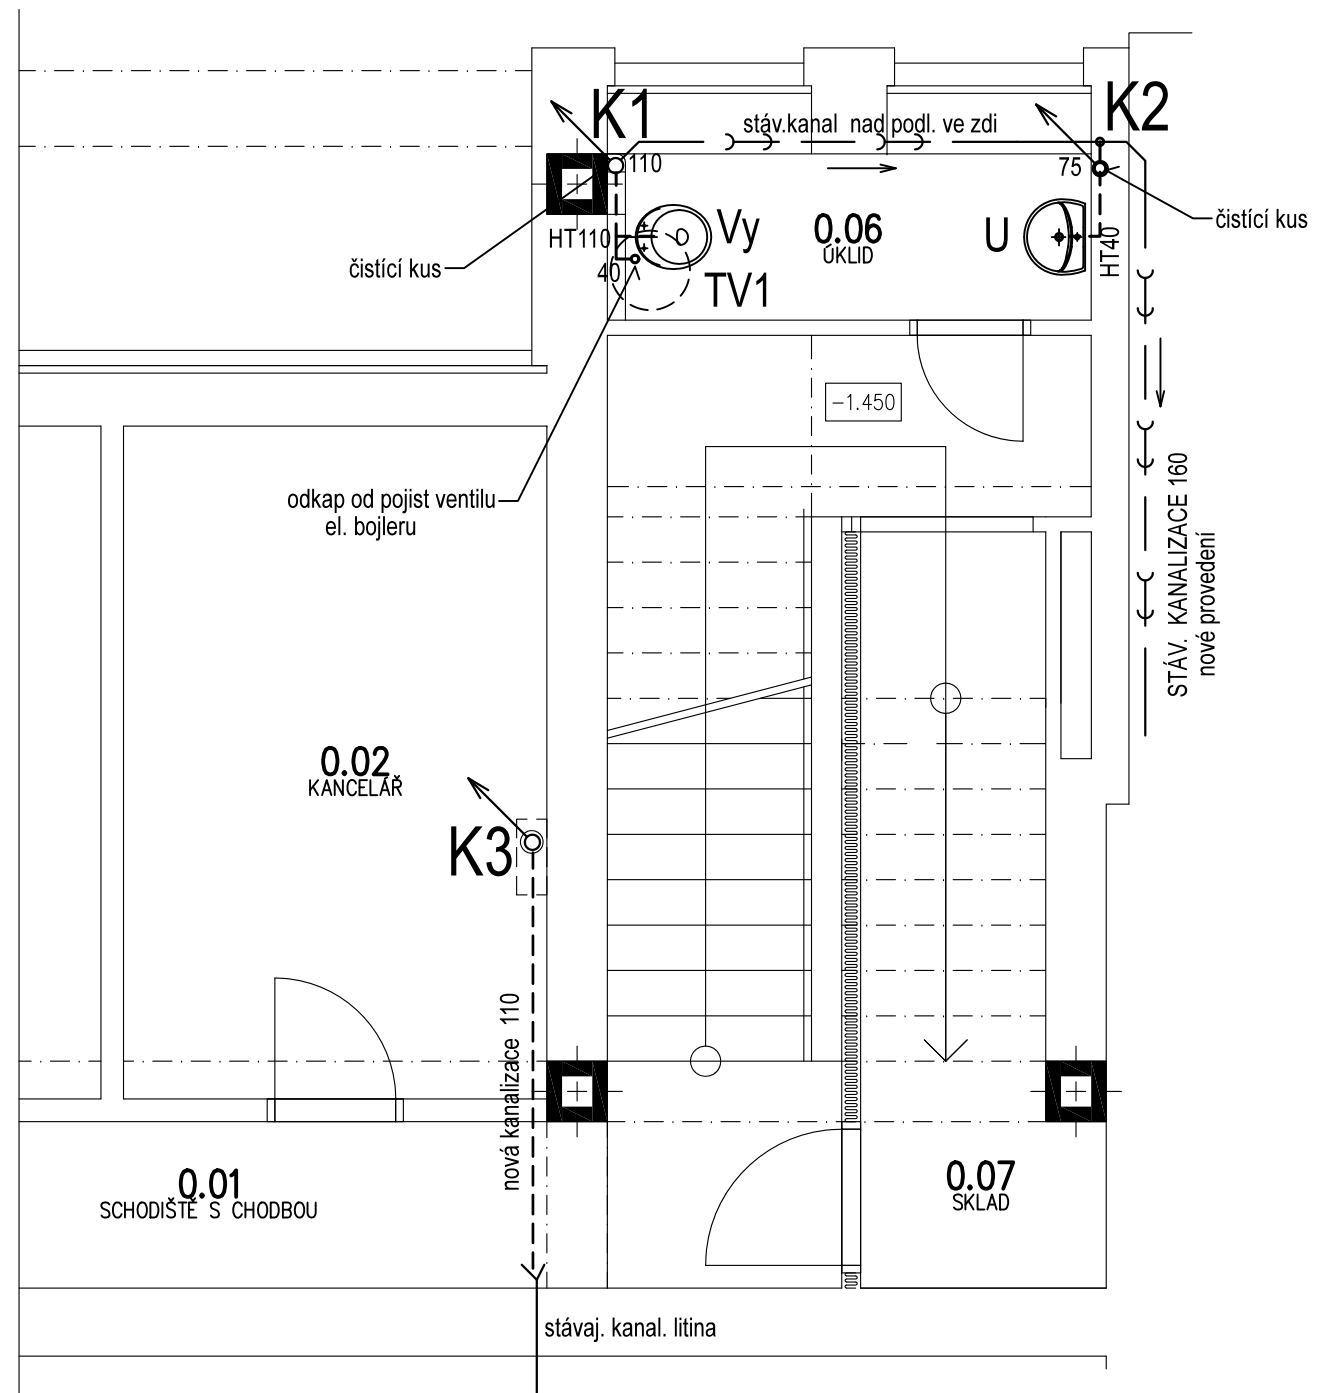 K1
K2
stáv.kanal nad podl. ve zdi
110
75
čistící kus
HT110
Vy
0.06
ÚKLID
U
HT40
čistící kus
40
TV1
-1.450
odkap od pojist ventilu
el. bojleru
STÁV. KANALIZACE 160
nové provedení
0.02
KANCELÁŘ
K3
nová kanalizace 110
0.01
SCHODIŠTĚ S CHODBOU
0.07
SKLAD
stávaj. kanal. litina